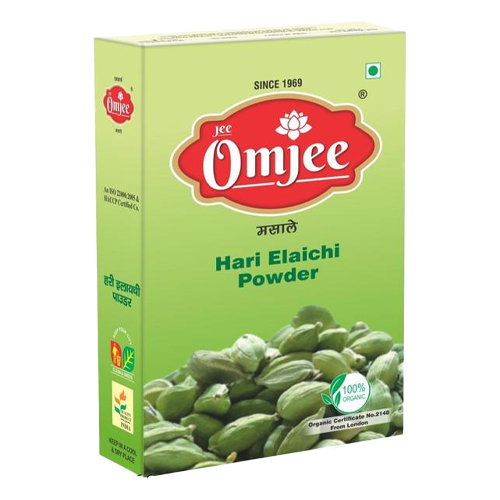 SINCE 1969
®
Jee
Omjee
मसाले
Hari Elaichi
Powder
100%
ORGANIC
Organic Certificate No.2148
From London
Omjee
An ISO 22000:2005 &
HACCP Certified Co.
हरी इलायची
पाउडर
INDIA
KEEP IN A COOL
& DRY PLACE